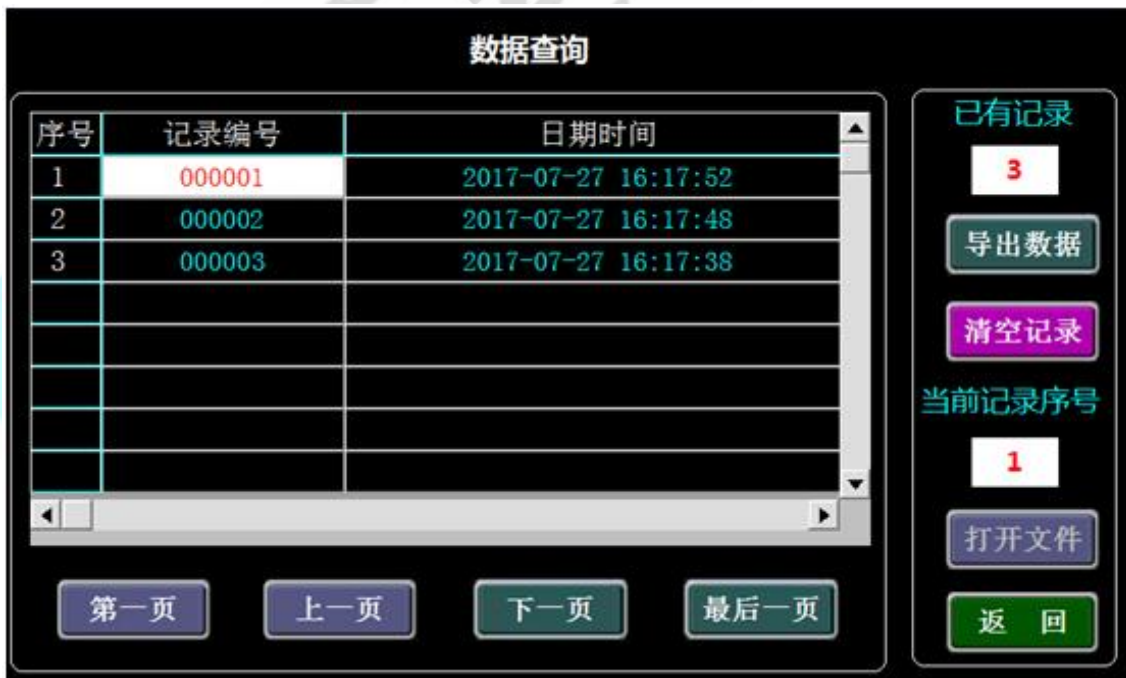 数据查询
序号 记录编号 日期时间
1 000001 2017-07-27 16:17:52
2 000002 2017-07-27 16:17:48
3 000003 2017-07-27 16:17:38
第一页 上一页 下一页 最后一页
已有记录
3
导出数据
清空记录
当前记录序号
1
打开文件
返 回